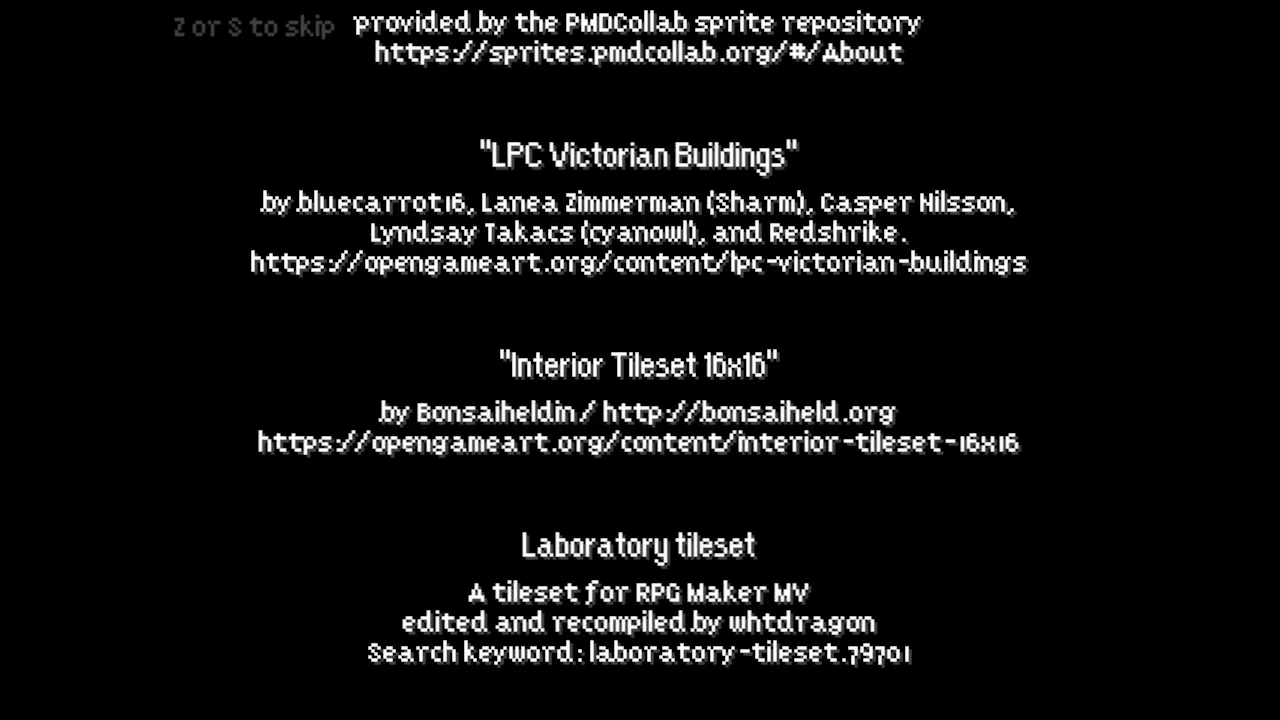 Z or S to skip
provided by the PMDCollab sprite repository
https://sprites.pmdcollab.org/#/About
"LPC Victorian Buildings"
by bluecarrot16, Lanea Zimmerman (Sharm), Casper Nilsson,
Lyndsay Takacs (cyanowl), and Redshrike.
https://opengameart.org/content/lpc-victorian-buildings
"Interior Tileset 16x16"
by Bonsaiheldin / http://bonsaiheld.org
https://opengameart.org/content/interior-tileset-16x16
Laboratory tileset
A tileset for RPG Maker MV
edited and recompiled by whtdragon
Search keyword: laboratory-tileset.79701